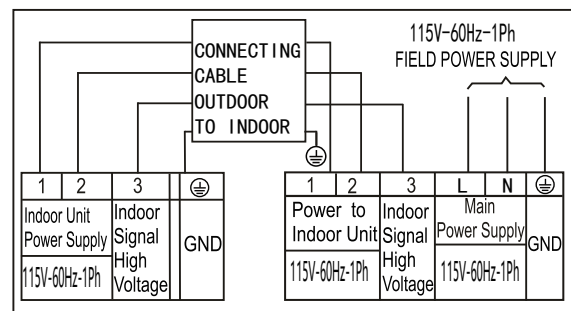 CONNECTING
CABLE
OUTDOOR
TO INDOOR
115V-60Hz-1Ph
FIELD POWER SUPPLY
1 2 3
Indoor Unit
Power Supply
115V-60Hz-1Ph
Indoor
Signal
High
Voltage
GND
1 2 3 L N
Power to
Indoor Unit
115V-60Hz-1Ph
Indoor
Signal
High
Voltage
Main
Power Supply
115V-60Hz-1Ph
GND